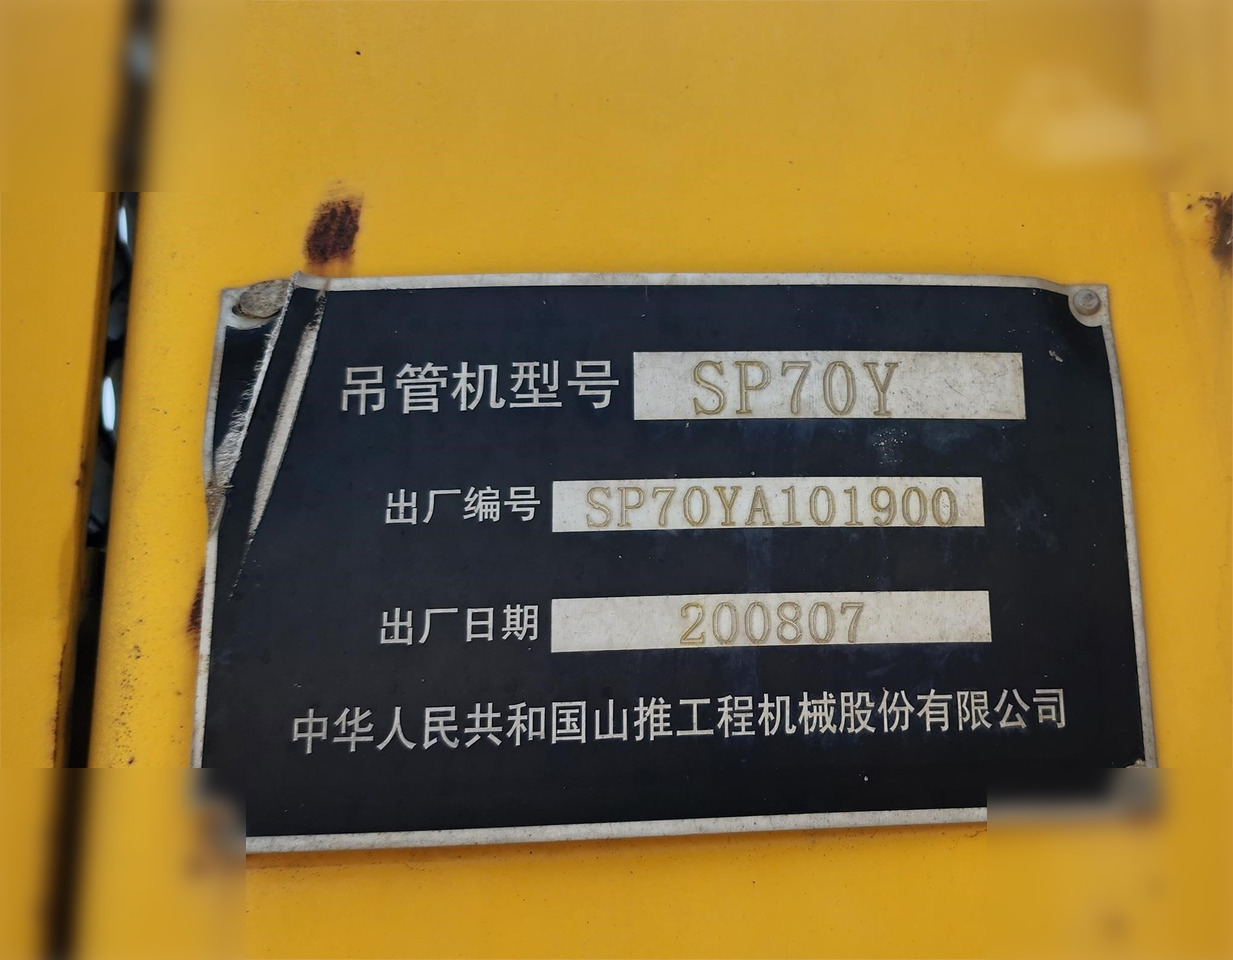 吊管机型号 SP70Y
出厂编号 SP70YA101900
出厂日期 200807
中华人民共和国山推工程机械股份有限公司